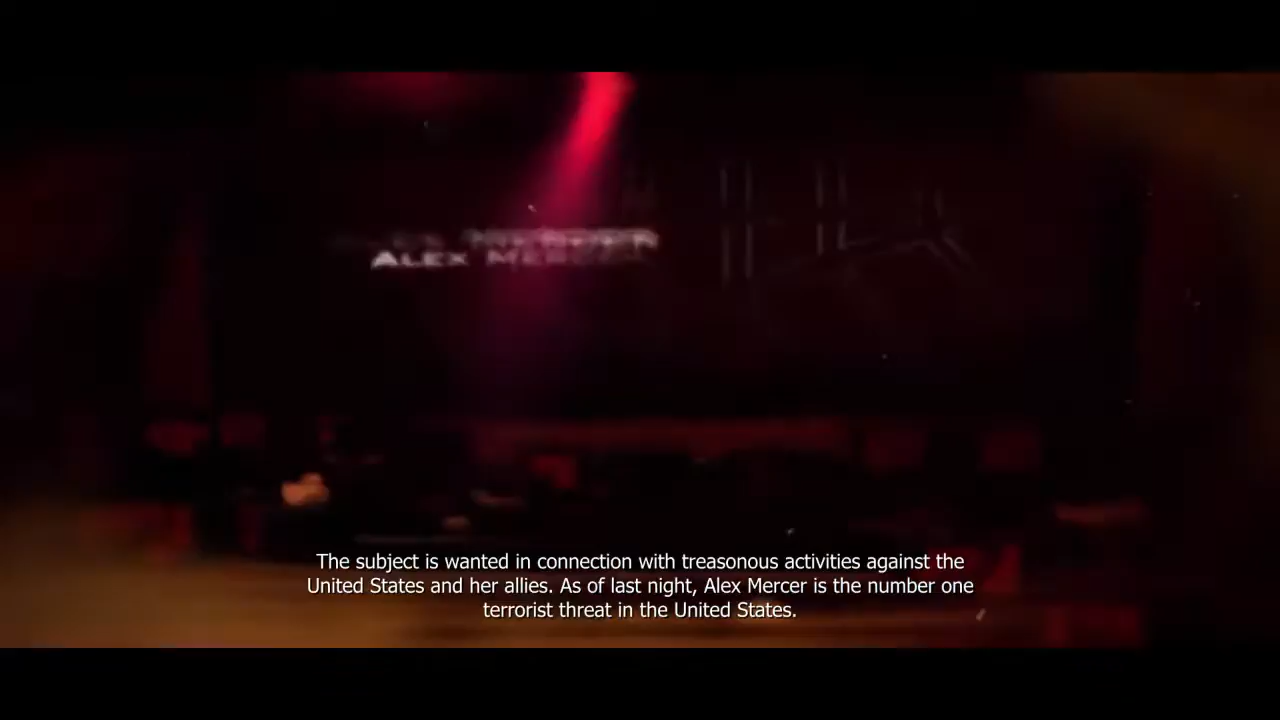 ALEX MERCER
The subject is wanted in connection with treasonous activities against the
United States and her allies. As of last night, Alex Mercer is the number one
terrorist threat in the United States.